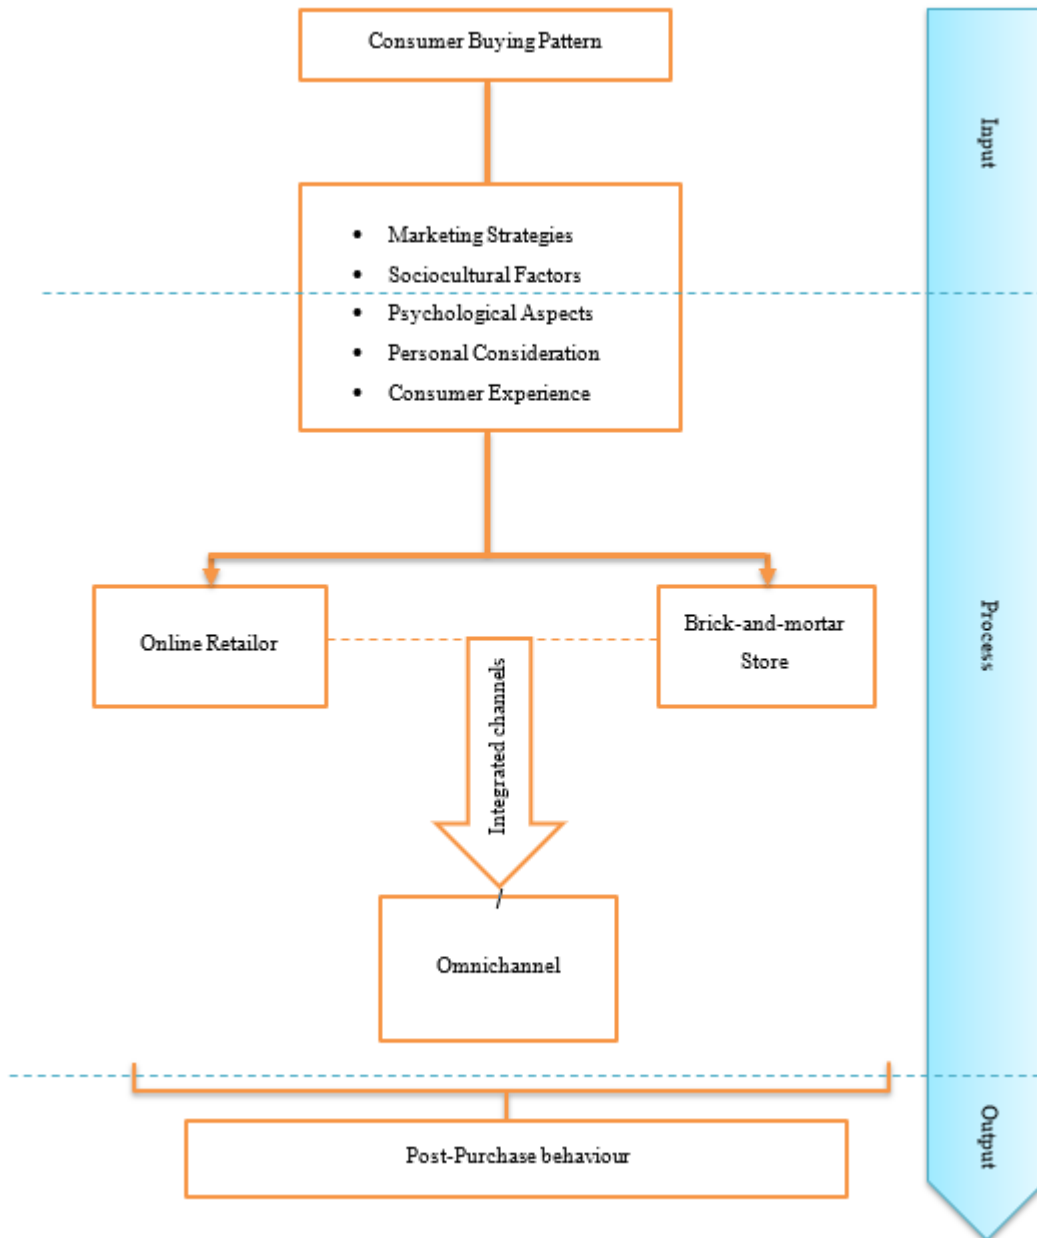 Consumer Buying Pattern
Input
• Marketing Strategies
• Sociocultural Factors
• Psychological Aspects
• Personal Consideration
• Consumer Experience
Online Retailor
Brick-and-mortar
Store
Process
Integrated channels
Omnichannel
Output
Post-Purchase behaviour